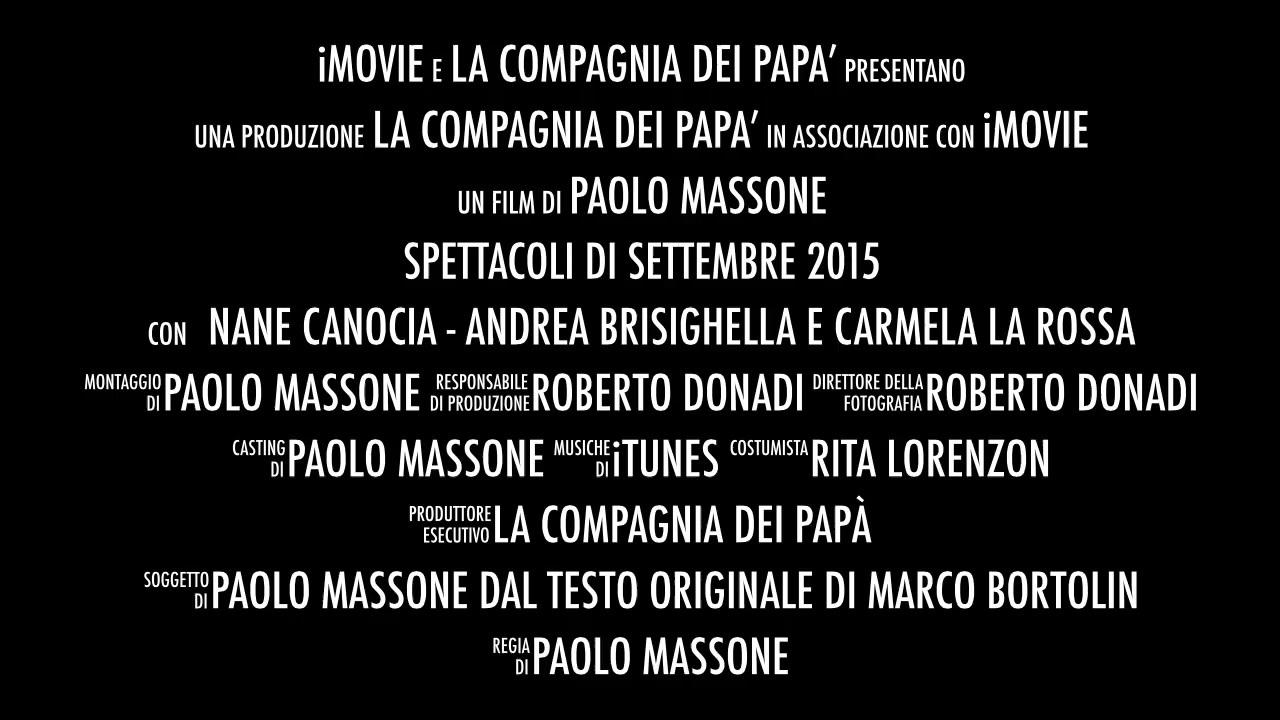 iMOVIE E LA COMPAGNIA DEI PAPA’ PRESENTANO
UNA PRODUZIONE LA COMPAGNIA DEI PAPA’ IN ASSOCIAZIONE CON iMOVIE
UN FILM DI PAOLO MASSONE
SPETTACOLI DI SETTEMBRE 2015
CON NANE CANOCIA - ANDREA BRISIGHELLA E CARMELA LA ROSSA
MONTAGGIO DI PAOLO MASSONE RESPONSABILE DI PRODUZIONE ROBERTO DONADI DIRETTORE DELLA FOTOGRAFIA ROBERTO DONADI
CASTING DI PAOLO MASSONE MUSICHE DI iTUNES COSTUMISTA RITA LORENZON
PRODUTTORE ESECUTIVO LA COMPAGNIA DEI PAPÀ
SOGGETTO DI PAOLO MASSONE DAL TESTO ORIGINALE DI MARCO BORTOLIN
REGIA DI PAOLO MASSONE